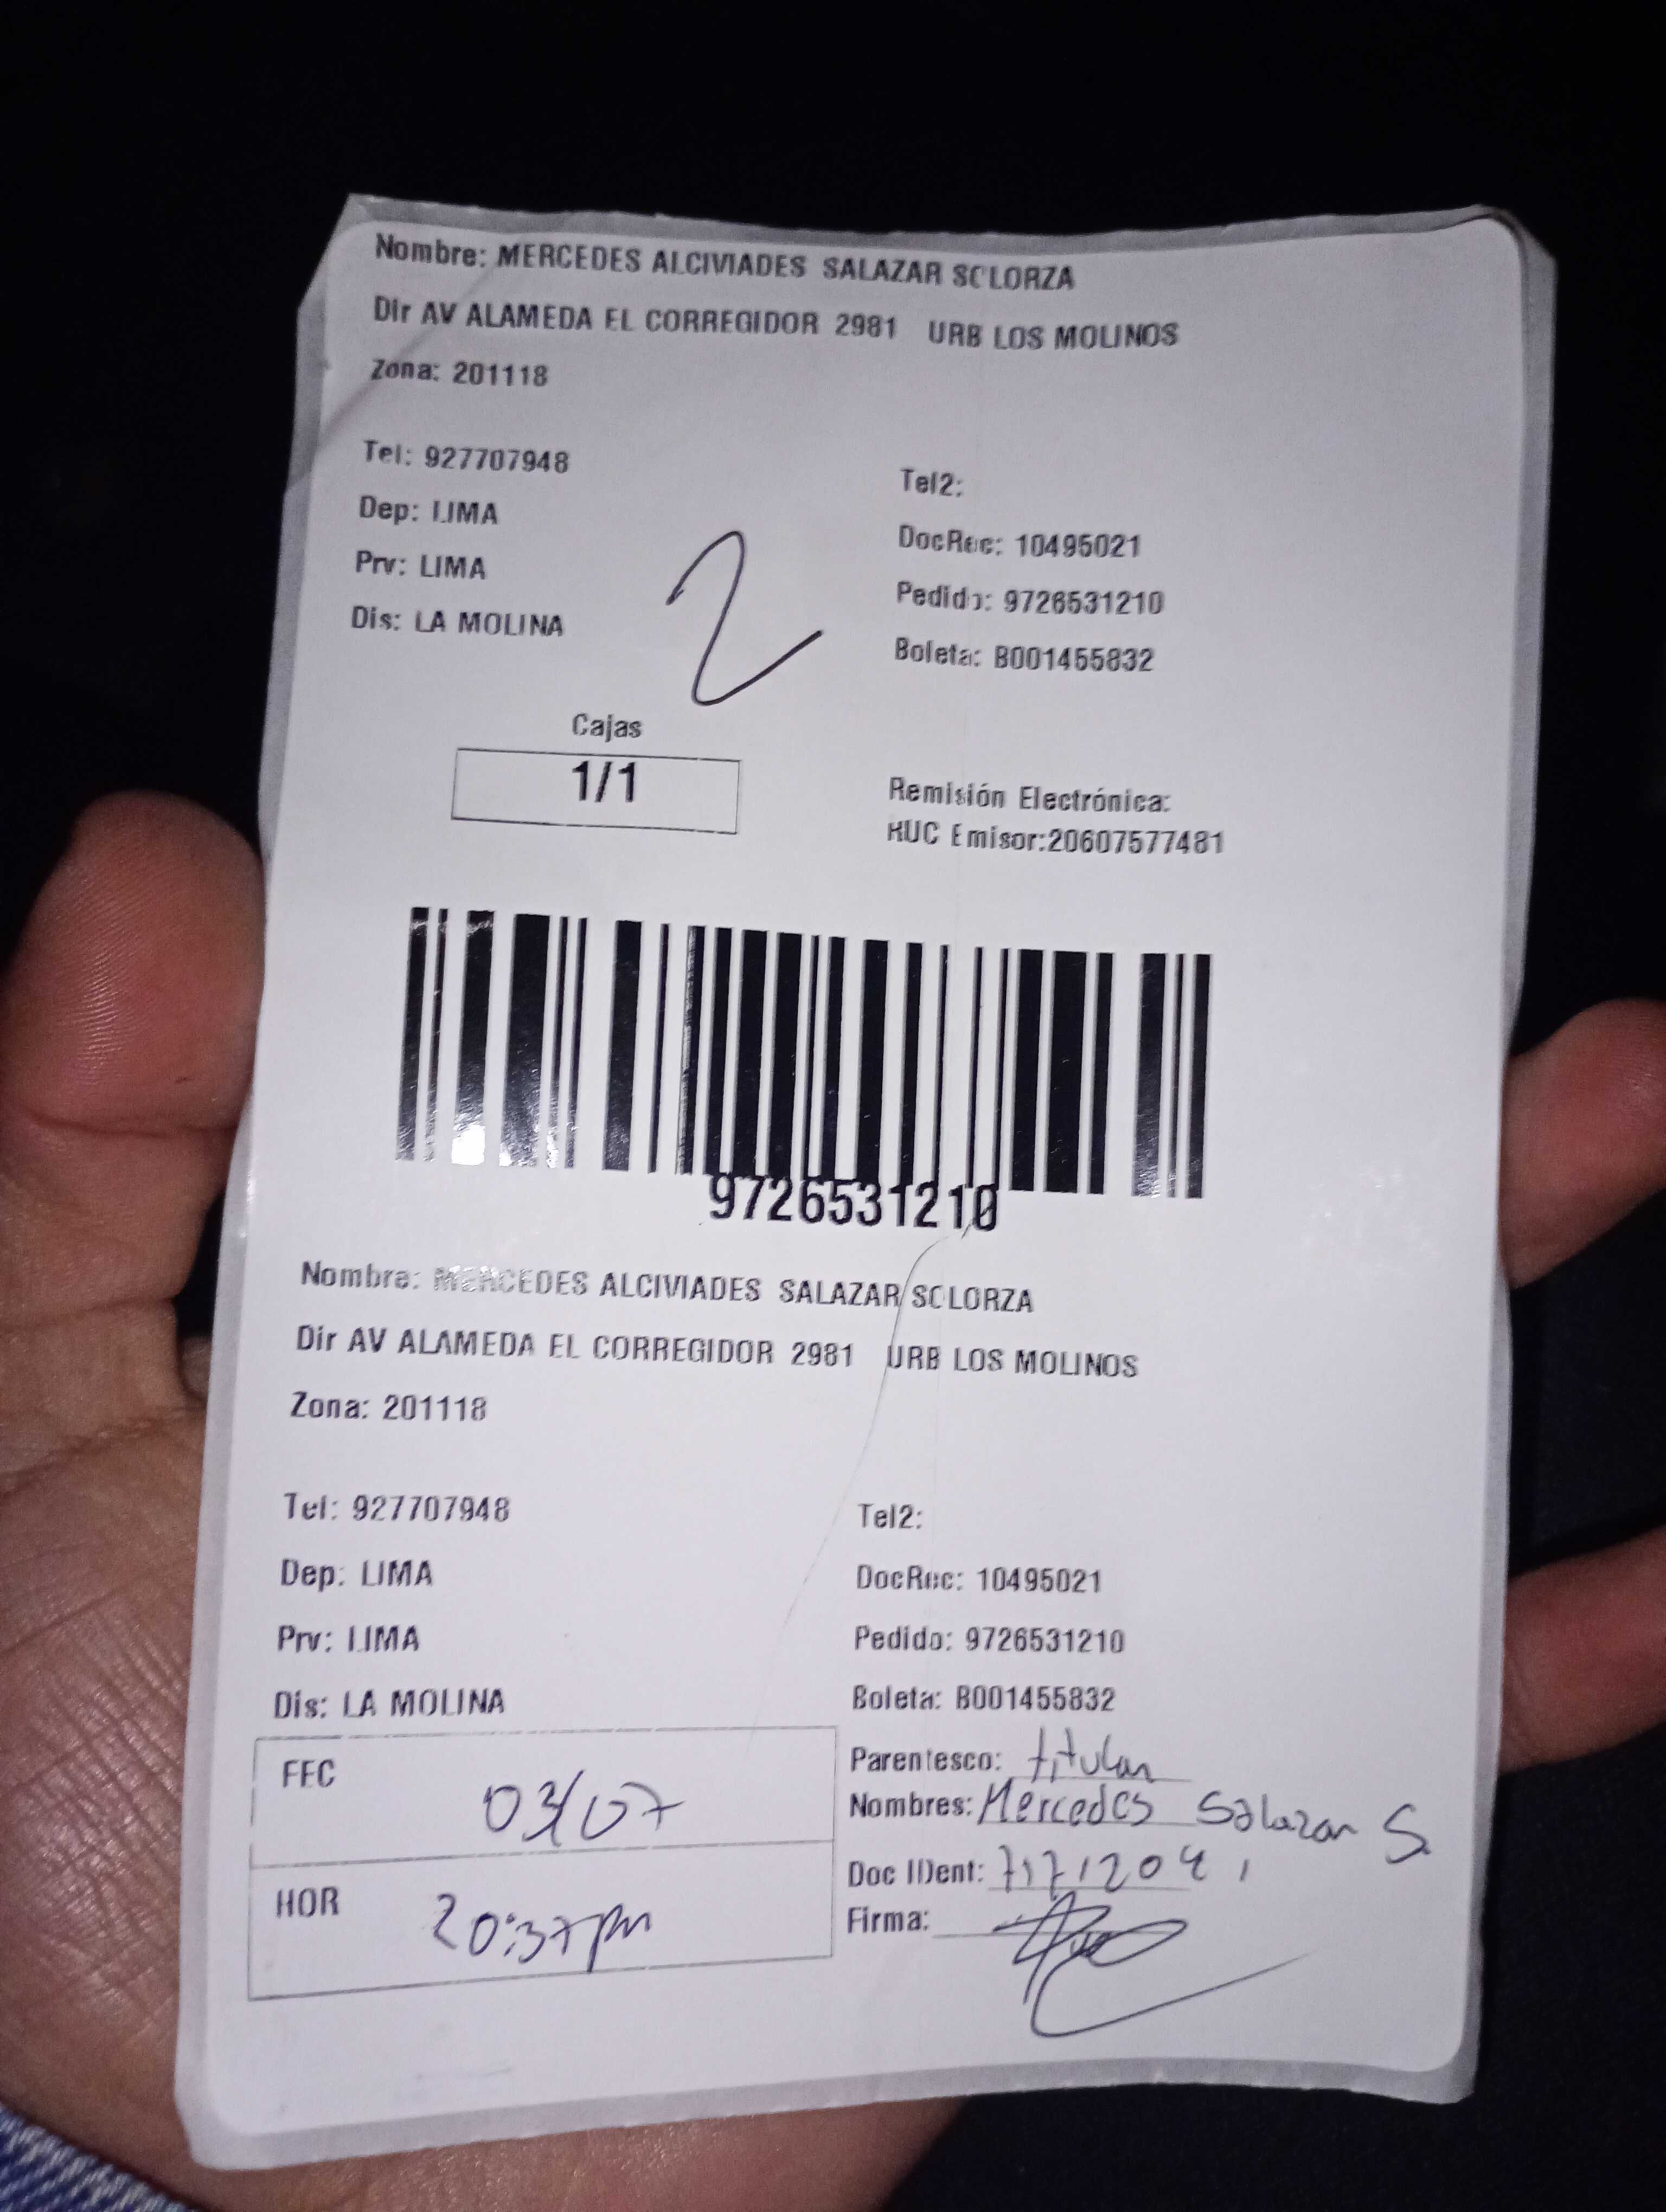 Nombre: MERCEDES ALCIVIADES SALAZAR SOLORZA
Dir AV ALAMEDA EL CORREGIDOR 2981 URB LOS MOLINOS
Zona: 201118
Tel: 927707948 Tel2:
Dep: LIMA DocRec: 10495021
Prv: LIMA Pedido: 9726531210
Dis: LA MOLINA Boleta: B001455832
2
Cajas
1/1
Remisión Electrónica:
RUC Emisor:20607577481
9726531210
Nombre: MERCEDES ALCIVIADES SALAZAR SOLORZA
Dir AV ALAMEDA EL CORREGIDOR 2981 URB LOS MOLINOS
Zona: 201118
Tel: 927707948 Tel2:
Dep: LIMA DocRec: 10495021
Prv: LIMA Pedido: 9726531210
Dis: LA MOLINA Boleta: B001455832
FEC 03/07
HOR 20:37pm
Parentesco: titular
Nombres: Mercedes Salazar S.
Doc IDent:
Firma: